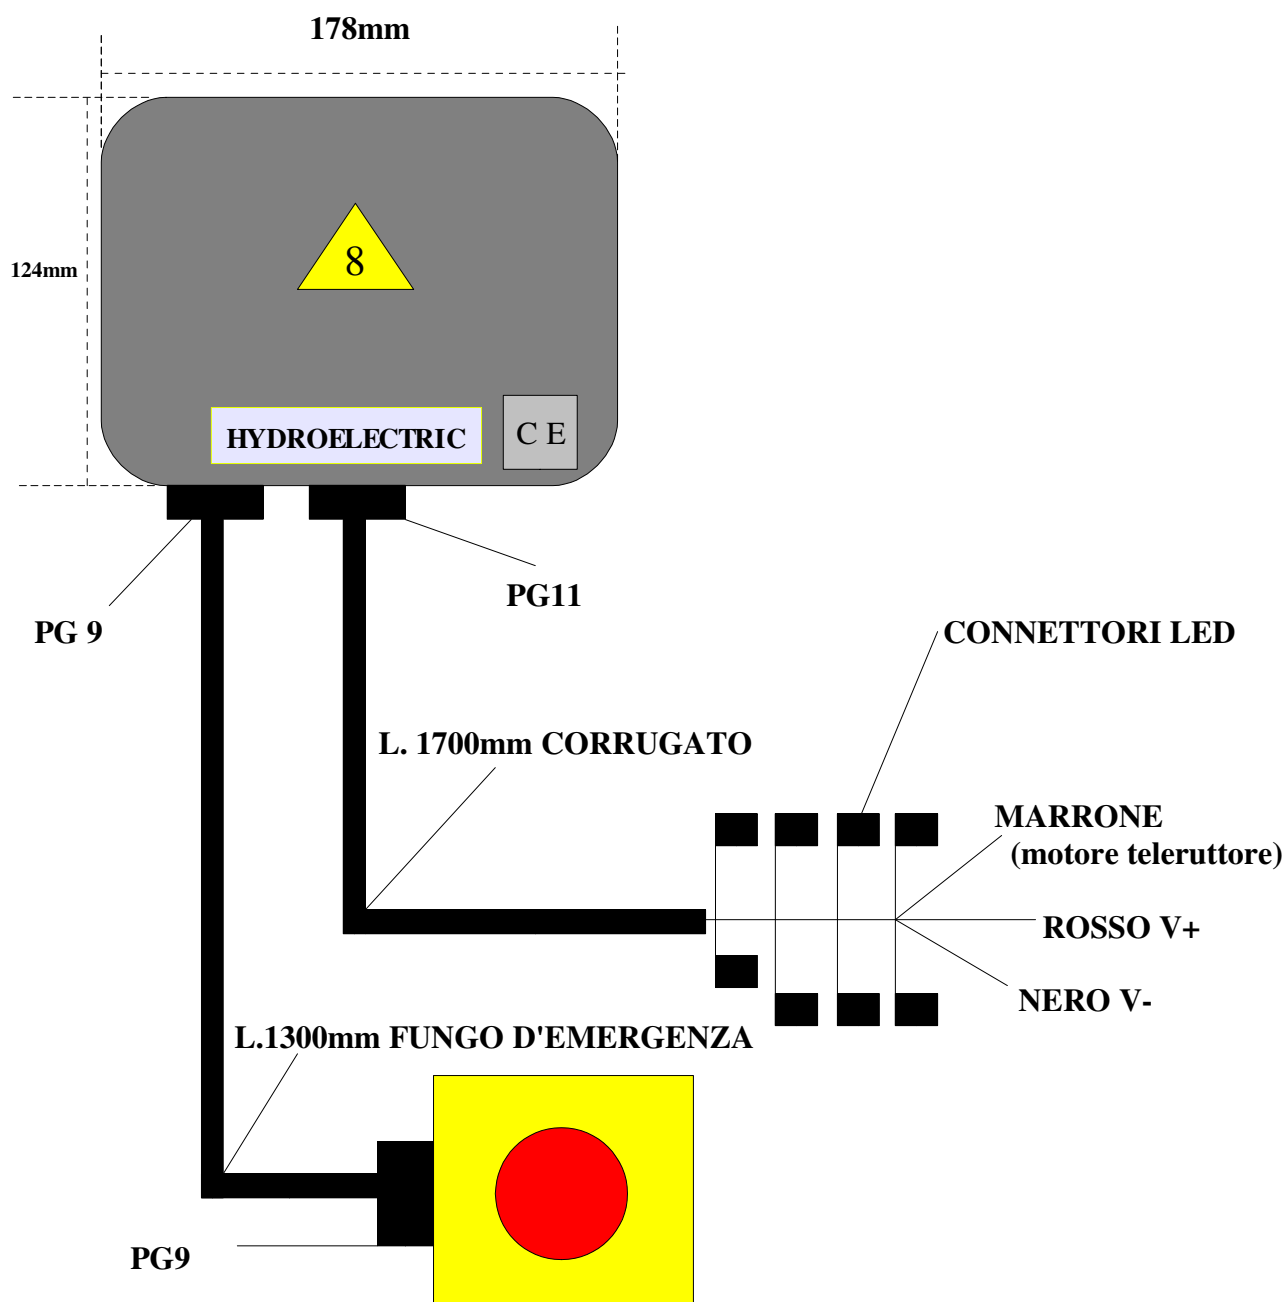 178mm
124mm
8
HYDROELECTRIC
C E
PG 9
PG11
CONNETTORI LED
L. 1700mm CORRUGATO
MARRONE
(motore teleruttore)
ROSSO V+
NERO V-
L.1300mm FUNGO D'EMERGENZA
PG9